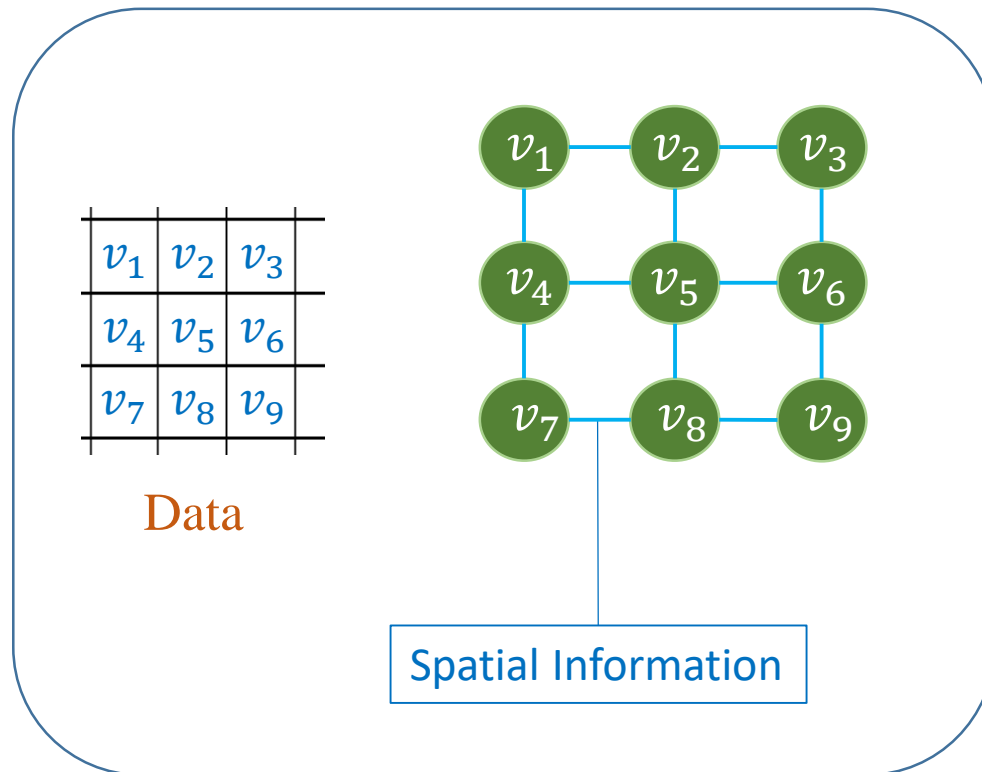 v₁ v₂ v₃
v₄ v₅ v₆
v₇ v₈ v₉
Data
v₁ v₂ v₃
v₄ v₅ v₆
v₇ v₈ v₉
Spatial Information